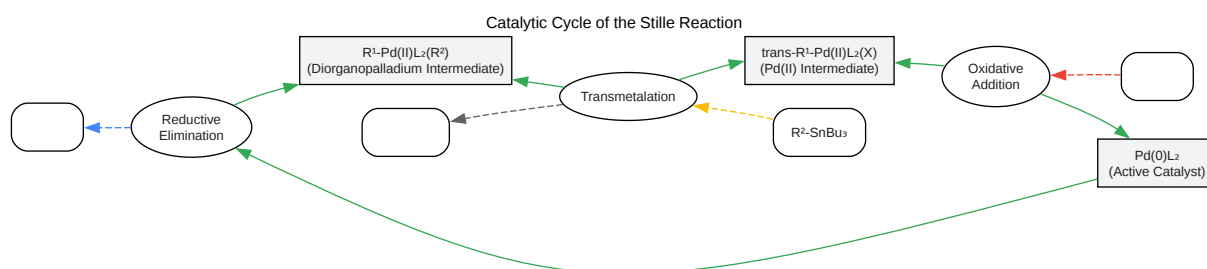 Catalytic Cycle of the Stille Reaction
R¹-Pd(II)L₂(R²)
(Diorganopalladium Intermediate)
trans-R¹-Pd(II)L₂(X)
(Pd(II) Intermediate)
Oxidative
Addition
Transmetalation
Reductive
Elimination
R²-SnBu₃
Pd(0)L₂
(Active Catalyst)